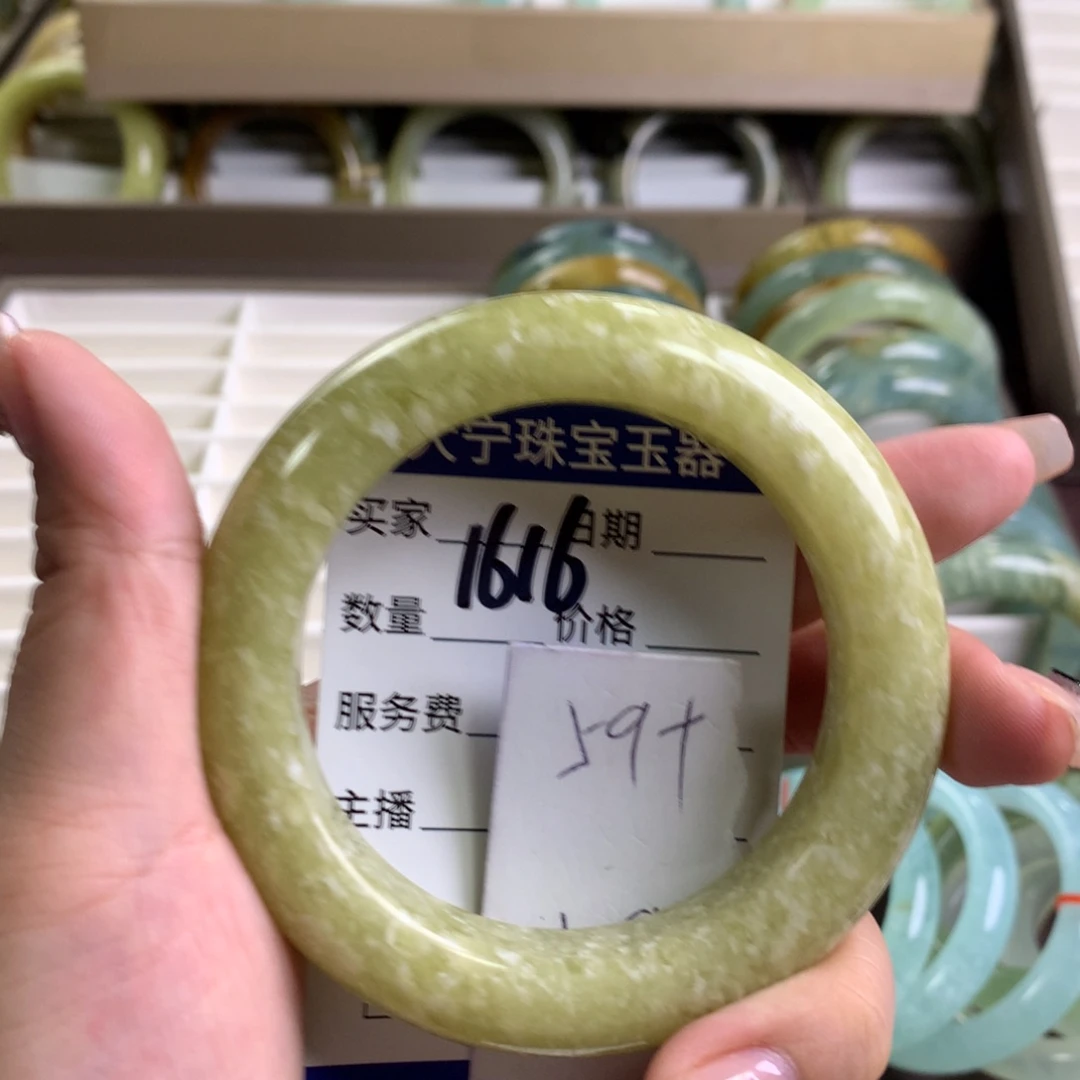 宁珠宝玉器
买家 1616 日期
数量 价格
服务费
59+
主播